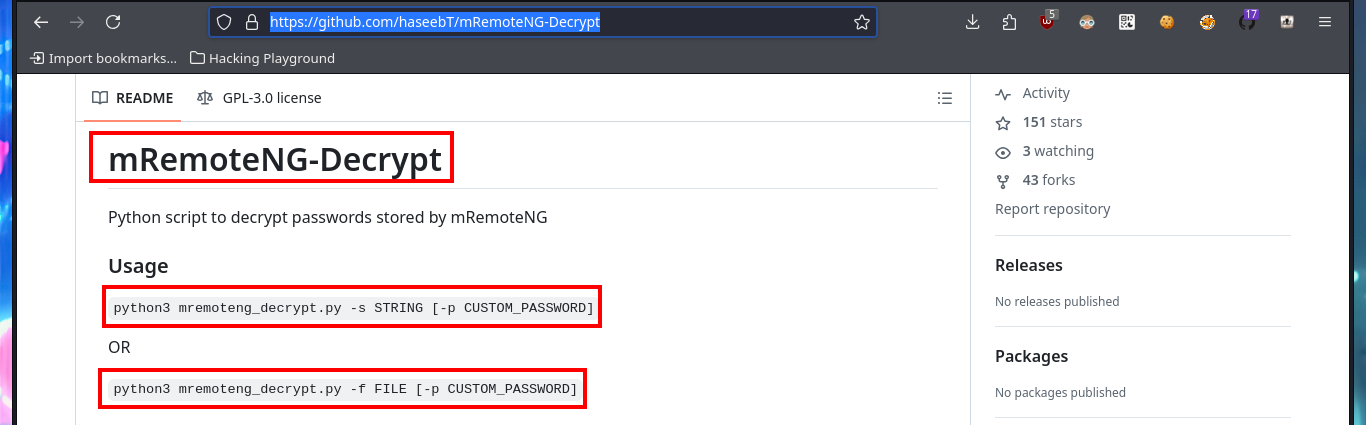 https://github.com/haseebT/mRemoteNG-Decrypt
5
17
Import bookmarks...
Hacking Playground
README
GPL-3.0 license
mRemoteNG-Decrypt
Python script to decrypt passwords stored by mRemoteNG
Usage
python3 mremoteng_decrypt.py -s STRING [-p CUSTOM_PASSWORD]
OR
python3 mremoteng_decrypt.py -f FILE [-p CUSTOM_PASSWORD]
Activity
151 stars
3 watching
43 forks
Report repository
Releases
No releases published
Packages
No packages published